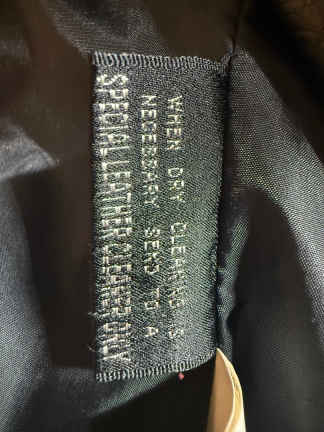 WHEN DRY CLEANING IS
NECESSARY SEND TO A
SPECIAL LEATHER CLEANER ONLY